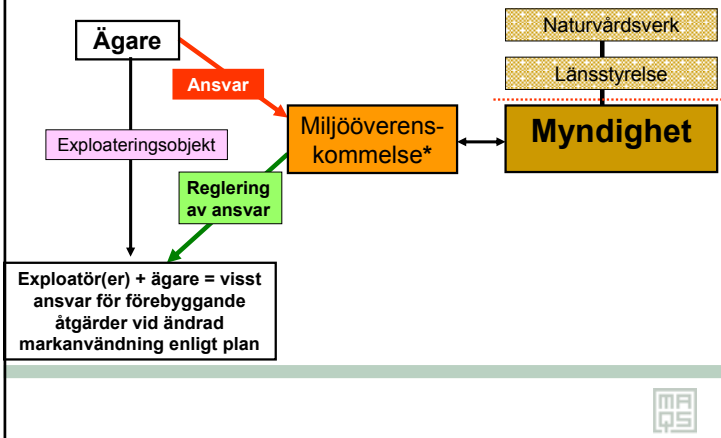 Ägare
Naturvårdsverk
Länsstyrelse
Ansvar
Exploateringsobjekt
Miljööverens-
kommelse*
Myndighet
Reglering
av ansvar
Exploatör(er) + ägare = visst
ansvar för förebyggande
åtgärder vid ändrad
markanvändning enligt plan
MAQS